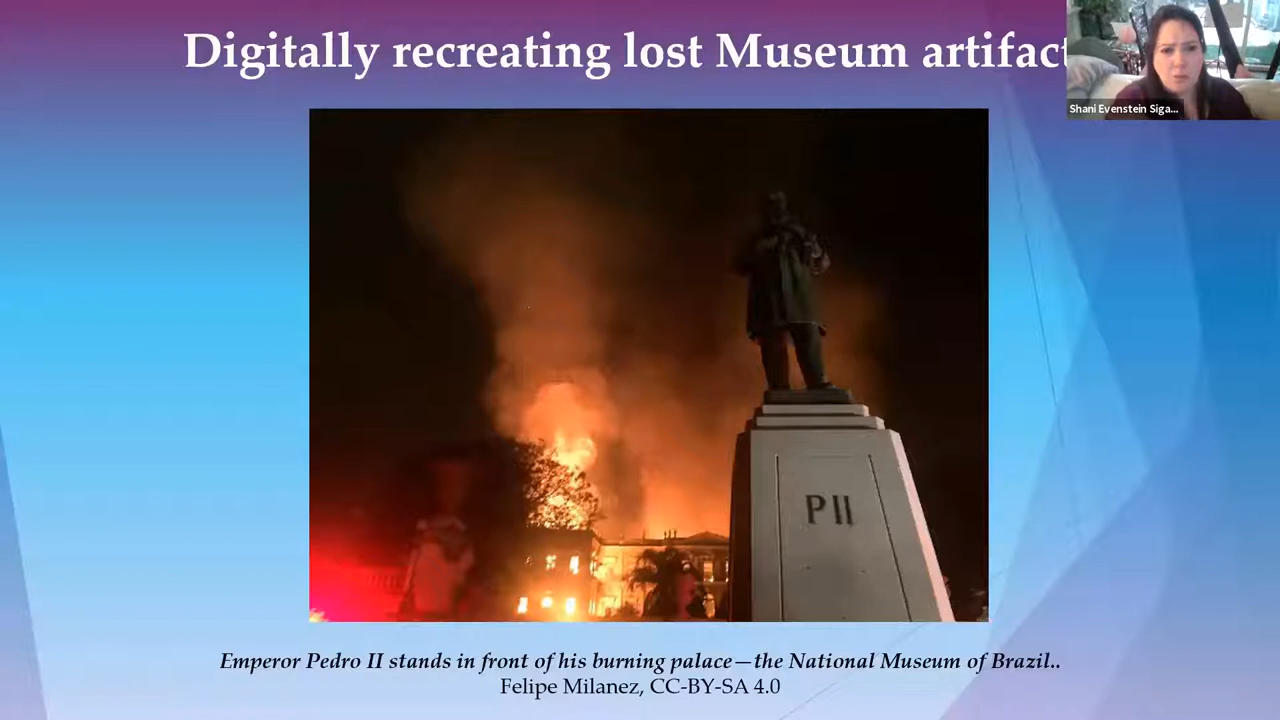 Digitally recreating lost Museum artifact
Shani Evenstein Siga...
PII
Emperor Pedro II stands in front of his burning palace—the National Museum of Brazil..
Felipe Milanez, CC-BY-SA 4.0